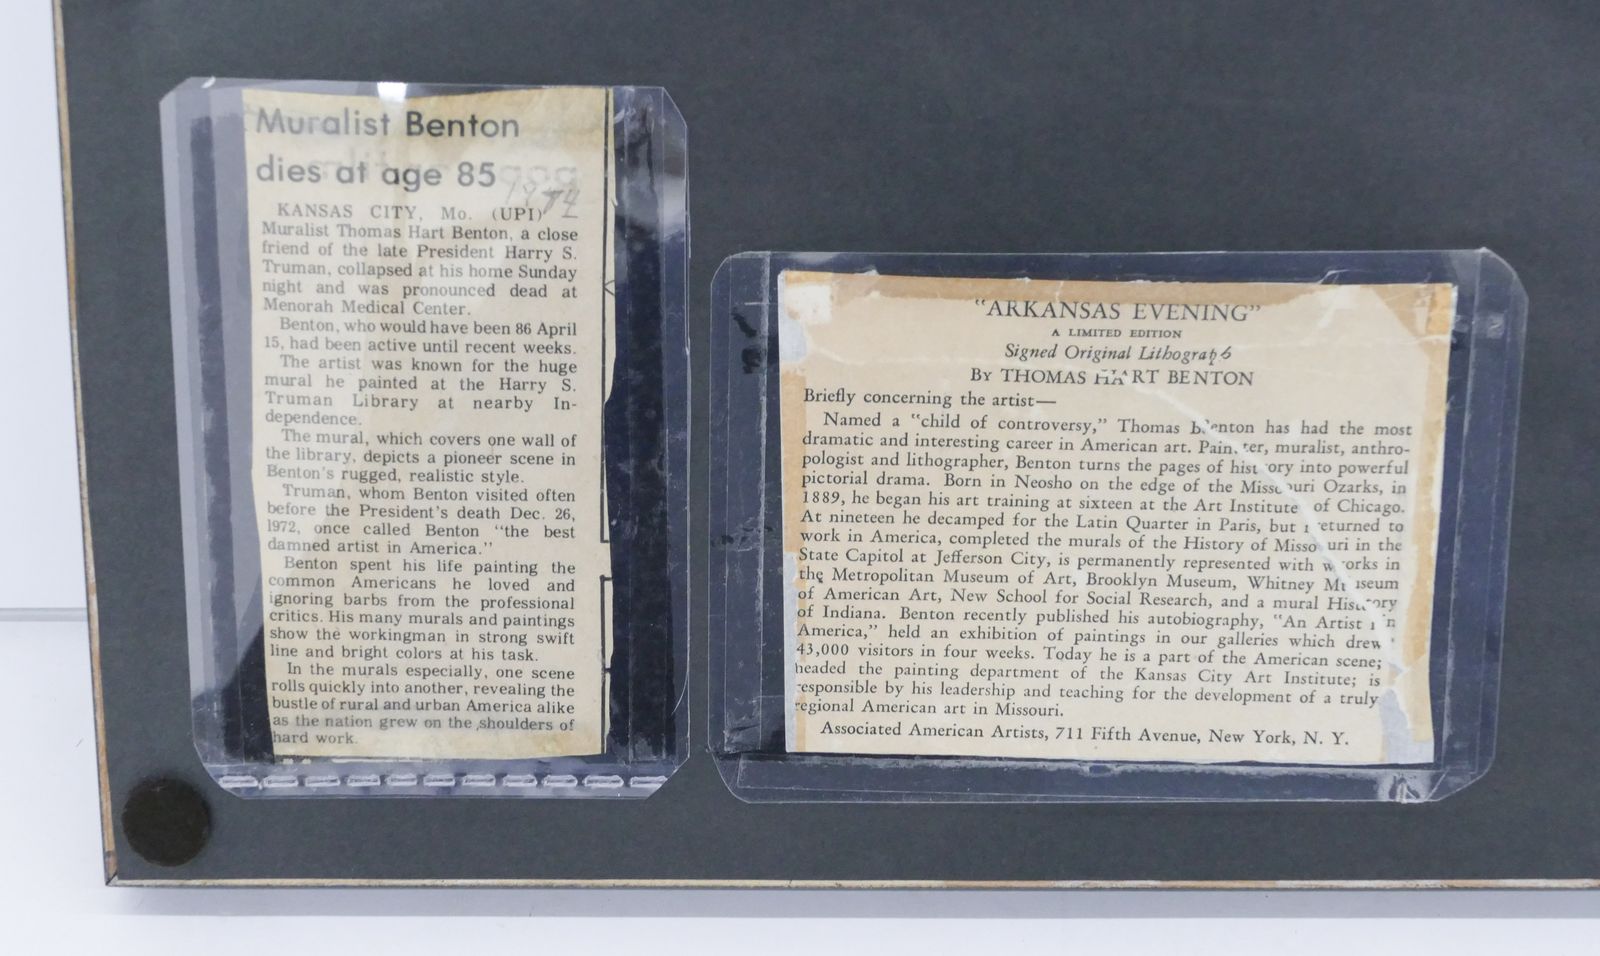 Muralist Benton
dies at age 85
KANSAS CITY, Mo. (UPI)
Muralist Thomas Hart Benton, a close
friend of the late President Harry S.
Truman, collapsed at his home Sunday
night and was pronounced dead at
Menorah Medical Center.
Benton, who would have been 86 April
15, had been active until recent weeks.
The artist was known for the huge
mural he painted at the Harry S.
Truman Library at nearby In-
dependence.
The mural, which covers one wall of
the library, depicts a pioneer scene in
Benton's rugged, realistic style.
Truman, whom Benton visited often
before the President's death Dec. 26,
1972, once called Benton "the best
damned artist in America."
Benton spent his life painting the
common Americans he loved and
ignoring barbs from the professional
critics. His many murals and paintings
show the workingman in strong swift
line and bright colors at his task.
In the murals especially, one scene
rolls quickly into another, revealing the
bustle of rural and urban America alike
as the nation grew on the shoulders of
hard work.
"ARKANSAS EVENING"
A LIMITED EDITION
Signed Original Lithograph
By THOMAS HART BENTON
Briefly concerning the artist—
Named a "child of controversy," Thomas Benton has had the most
dramatic and interesting career in American art. Painter, muralist, anthro-
pologist and lithographer, Benton turns the pages of history into powerful
pictorial drama. Born in Neosho on the edge of the Missouri Ozarks, in
1889, he began his art training at sixteen at the Art Institute of Chicago.
At nineteen he decamped for the Latin Quarter in Paris, but returned to
work in America, completed the murals of the History of Missouri in the
State Capitol at Jefferson City, is permanently represented with works in
the Metropolitan Museum of Art, Brooklyn Museum, Whitney Museum
of American Art, New School for Social Research, and a mural History
of Indiana. Benton recently published his autobiography, "An Artist in
America," held an exhibition of paintings in our galleries which drew
43,000 visitors in four weeks. Today he is a part of the American scene;
headed the painting department of the Kansas City Art Institute; is
responsible by his leadership and teaching for the development of a truly
regional American art in Missouri.
Associated American Artists, 711 Fifth Avenue, New York, N. Y.